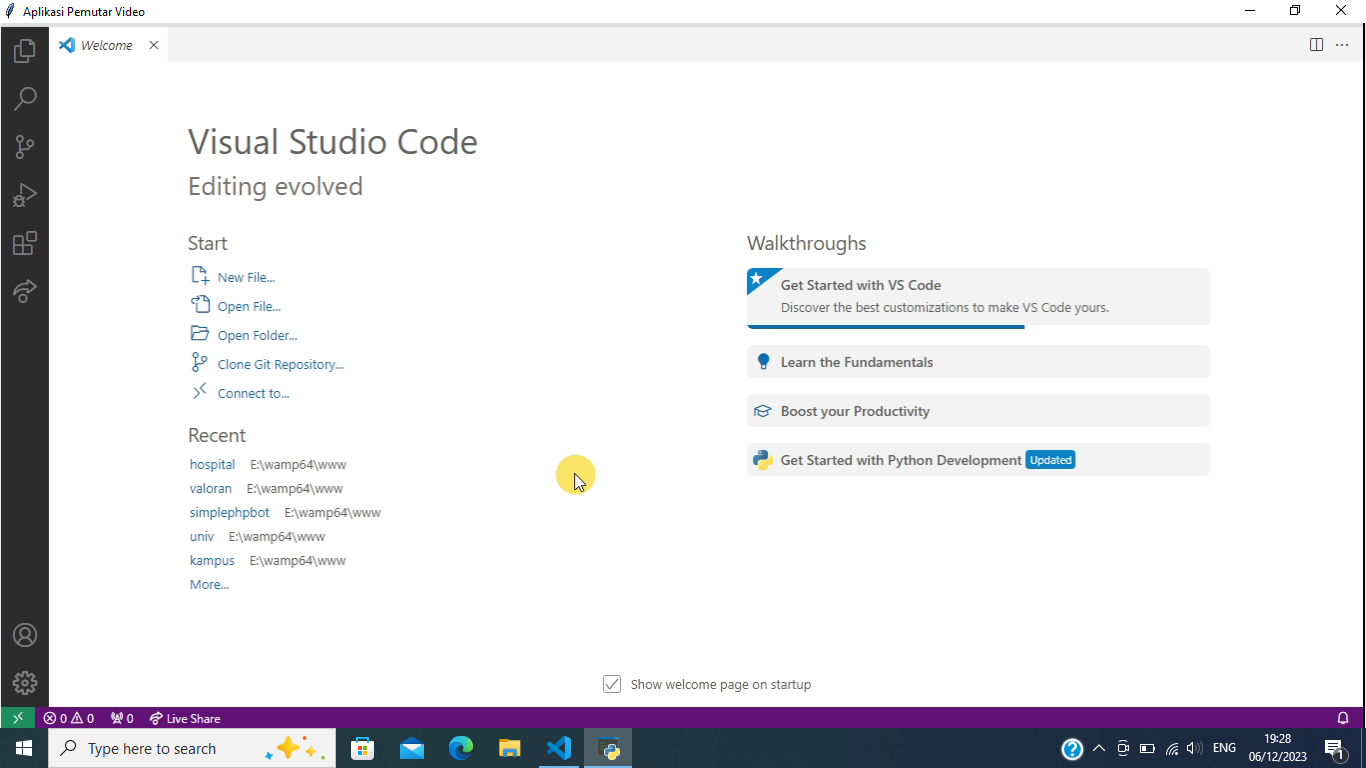 Aplikasi Pemutar Video
Welcome
Visual Studio Code
Editing evolved
Start
New File...
Open File...
Open Folder...
Clone Git Repository...
Connect to...
Recent
hospital E:\wamp64\www
valoran E:\wamp64\www
simplephpbot E:\wamp64\www
univ E:\wamp64\www
kampus E:\wamp64\www
More...
Walkthroughs
Get Started with VS Code
Discover the best customizations to make VS Code yours.
Learn the Fundamentals
Boost your Productivity
Get Started with Python Development Updated
Show welcome page on startup
0 0 0 Live Share
Type here to search
ENG
19:28
06/12/2023
1